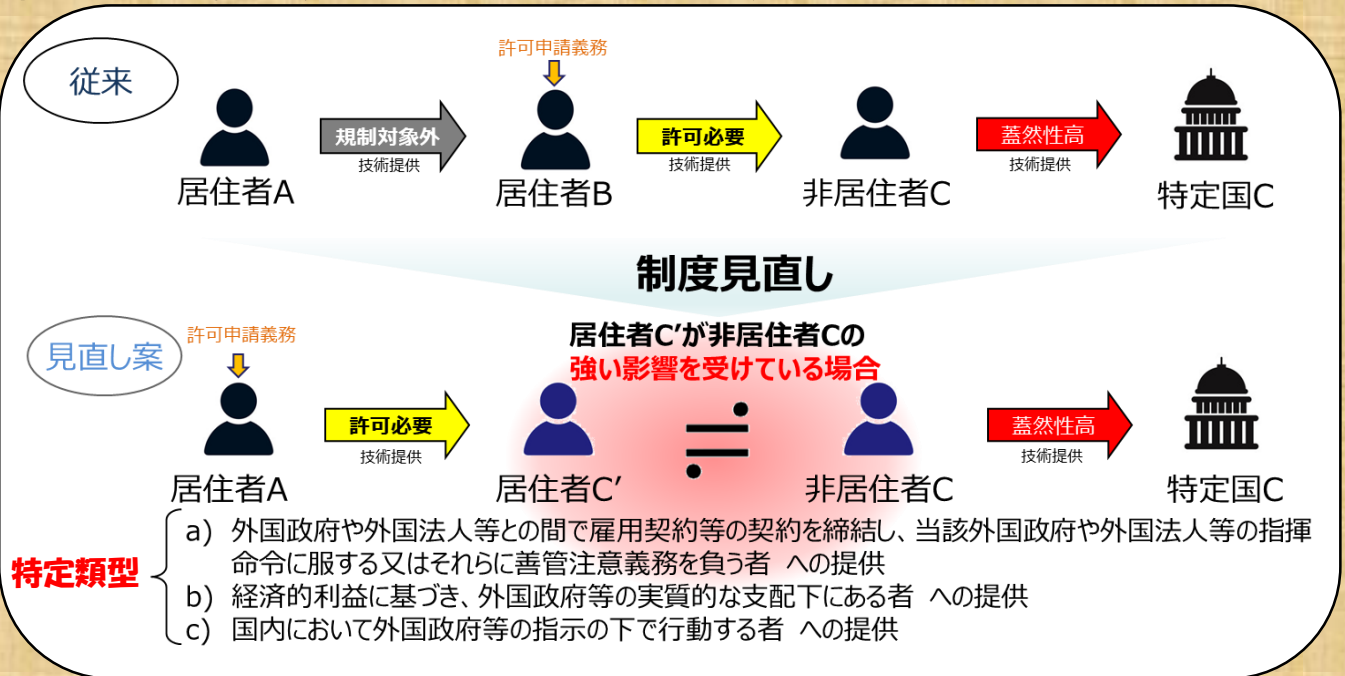 従来
許可申請義務
規制対象外
技術提供
許可必要
技術提供
蓋然性高
技術提供
居住者A
居住者B
非居住者C
特定国C
制度見直し
見直し案
許可申請義務
居住者C′が非居住者Cの
強い影響を受けている場合
許可必要
技術提供
≒
蓋然性高
技術提供
居住者A
居住者C′
非居住者C
特定国C
特定類型
a) 外国政府や外国法人等との間で雇用契約等の契約を締結し、当該外国政府や外国法人等の指揮
命令に服する又はそれらに善管注意義務を負う者 への提供
b) 経済的利益に基づき、外国政府等の実質的な支配下にある者 への提供
c) 国内において外国政府等の指示の下で行動する者 への提供